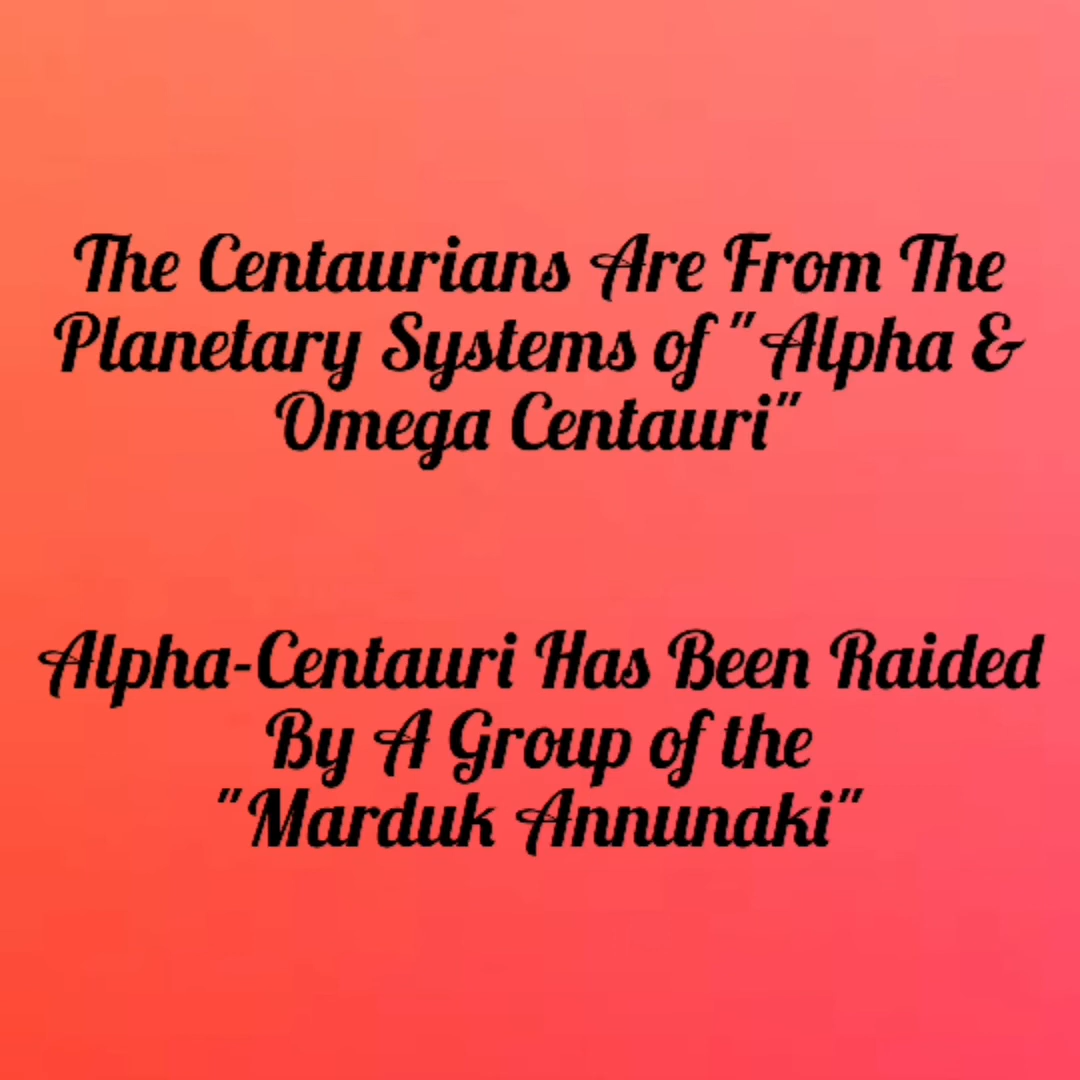 The Centaurians Are From The
Planetary Systems of "Alpha &
Omega Centauri"
Alpha-Centauri Has Been Raided
By A Group of the
"Marduk Annunaki"